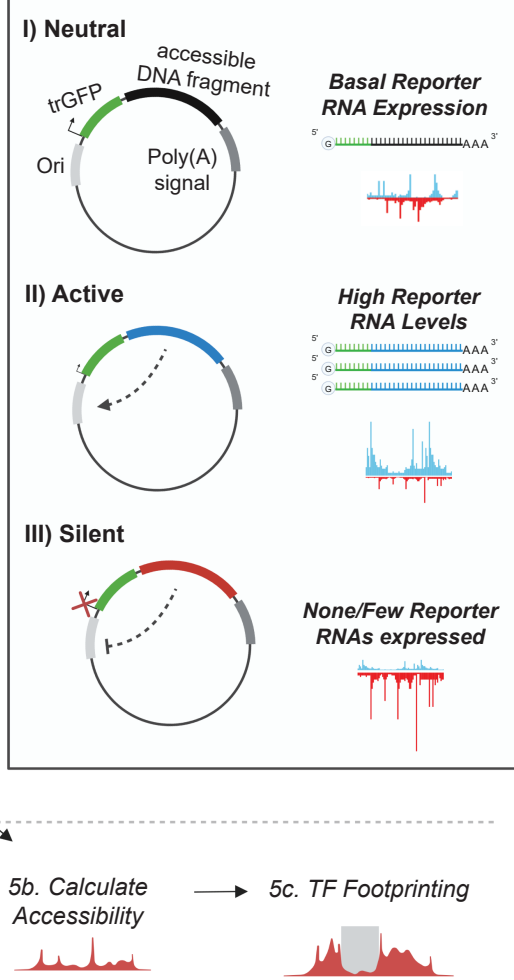 I) Neutral
accessible
DNA fragment
trGFP
Ori
Poly(A)
signal
Basal Reporter
RNA Expression
5'
G
AAA
3'
II) Active
High Reporter
RNA Levels
5'
G
AAA
3'
5'
G
AAA
3'
5'
G
AAA
3'
III) Silent
None/Few Reporter
RNAs expressed
5b. Calculate
Accessibility
5c. TF Footprinting